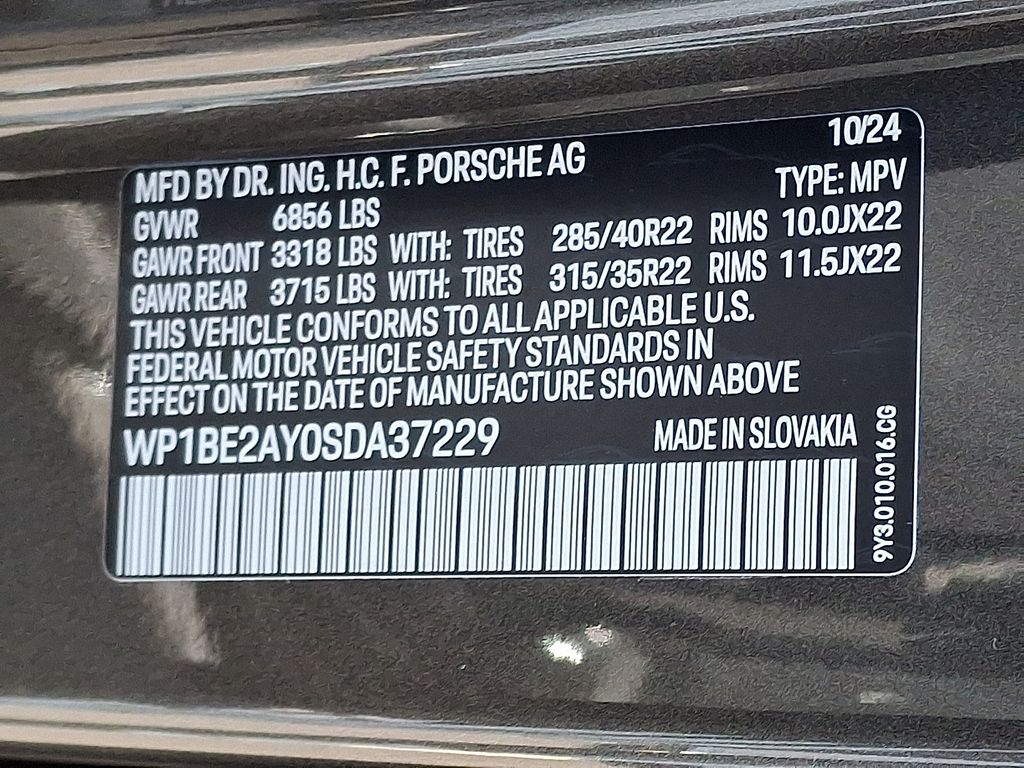 10/24
MFD BY DR. ING. H.C. F. PORSCHE AG
TYPE: MPV
GVWR 6856 LBS
GAWR FRONT 3318 LBS WITH: TIRES 285/40R22 RIMS 10.0JX22
GAWR REAR 3715 LBS WITH: TIRES 315/35R22 RIMS 11.5JX22
THIS VEHICLE CONFORMS TO ALL APPLICABLE U.S.
FEDERAL MOTOR VEHICLE SAFETY STANDARDS IN
EFFECT ON THE DATE OF MANUFACTURE SHOWN ABOVE
WP1BE2AY0SDA37229 MADE IN SLOVAKIA
9Y3.010.016.CG